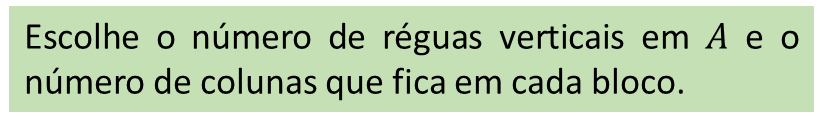 Escolhe o número de réguas verticais em A e o
número de colunas que fica em cada bloco.